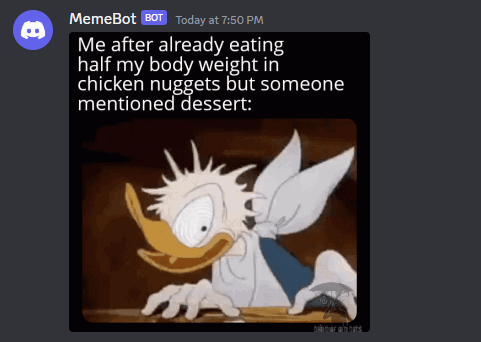 MemeBot BOT Today at 7:50 PM
Me after already eating
half my body weight in
chicken nuggets but someone
mentioned dessert: